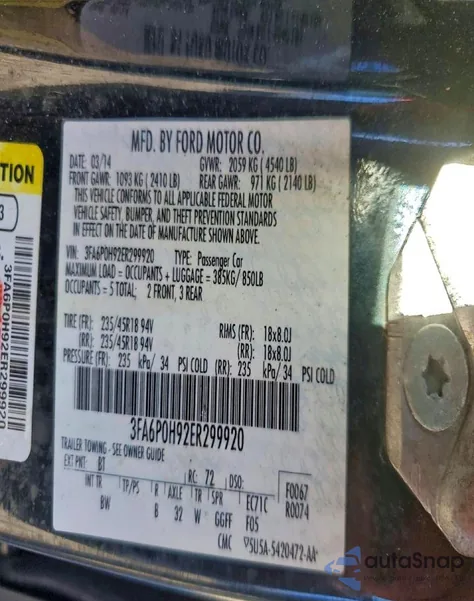 MFD. BY FORD MOTOR CO.
DATE: 03/14 GVWR: 2059 KG (4540 LB)
FRONT GAWR: 1093 KG (2410 LB) REAR GAWR: 971 KG (2140 LB)
THIS VEHICLE CONFORMS TO ALL APPLICABLE FEDERAL MOTOR
VEHICLE SAFETY, BUMPER, AND THEFT PREVENTION STANDARDS
IN EFFECT ON THE DATE OF MANUFACTURE SHOWN ABOVE.
VIN: 3FA6P0H92ER299920 TYPE: Passenger Car
MAXIMUM LOAD = OCCUPANTS + LUGGAGE = 385KG/850LB
OCCUPANTS = 5 TOTAL; 2 FRONT, 3 REAR
TIRE (FR): 235/45R18 94V RIMS (FR): 18x8.0J
(RR): 235/45R18 94V (RR): 18x8.0J
PRESSURE (FR): 235 kPa/ 34 PSI COLD (RR): 235 kPa/ 34 PSI COLD
3FA6P0H92ER299920
TRAILER TOWING - SEE OWNER GUIDE
EXT PNT: BT RC: 72 DSO: F0067
INT TR TP/PS R AXLE TR SPR EC71C R0074
BW B 32 W GGFF F05
CMC
5U5A-5420472-AA
TION
3
3FA6P0H92ER299920
autoSnap